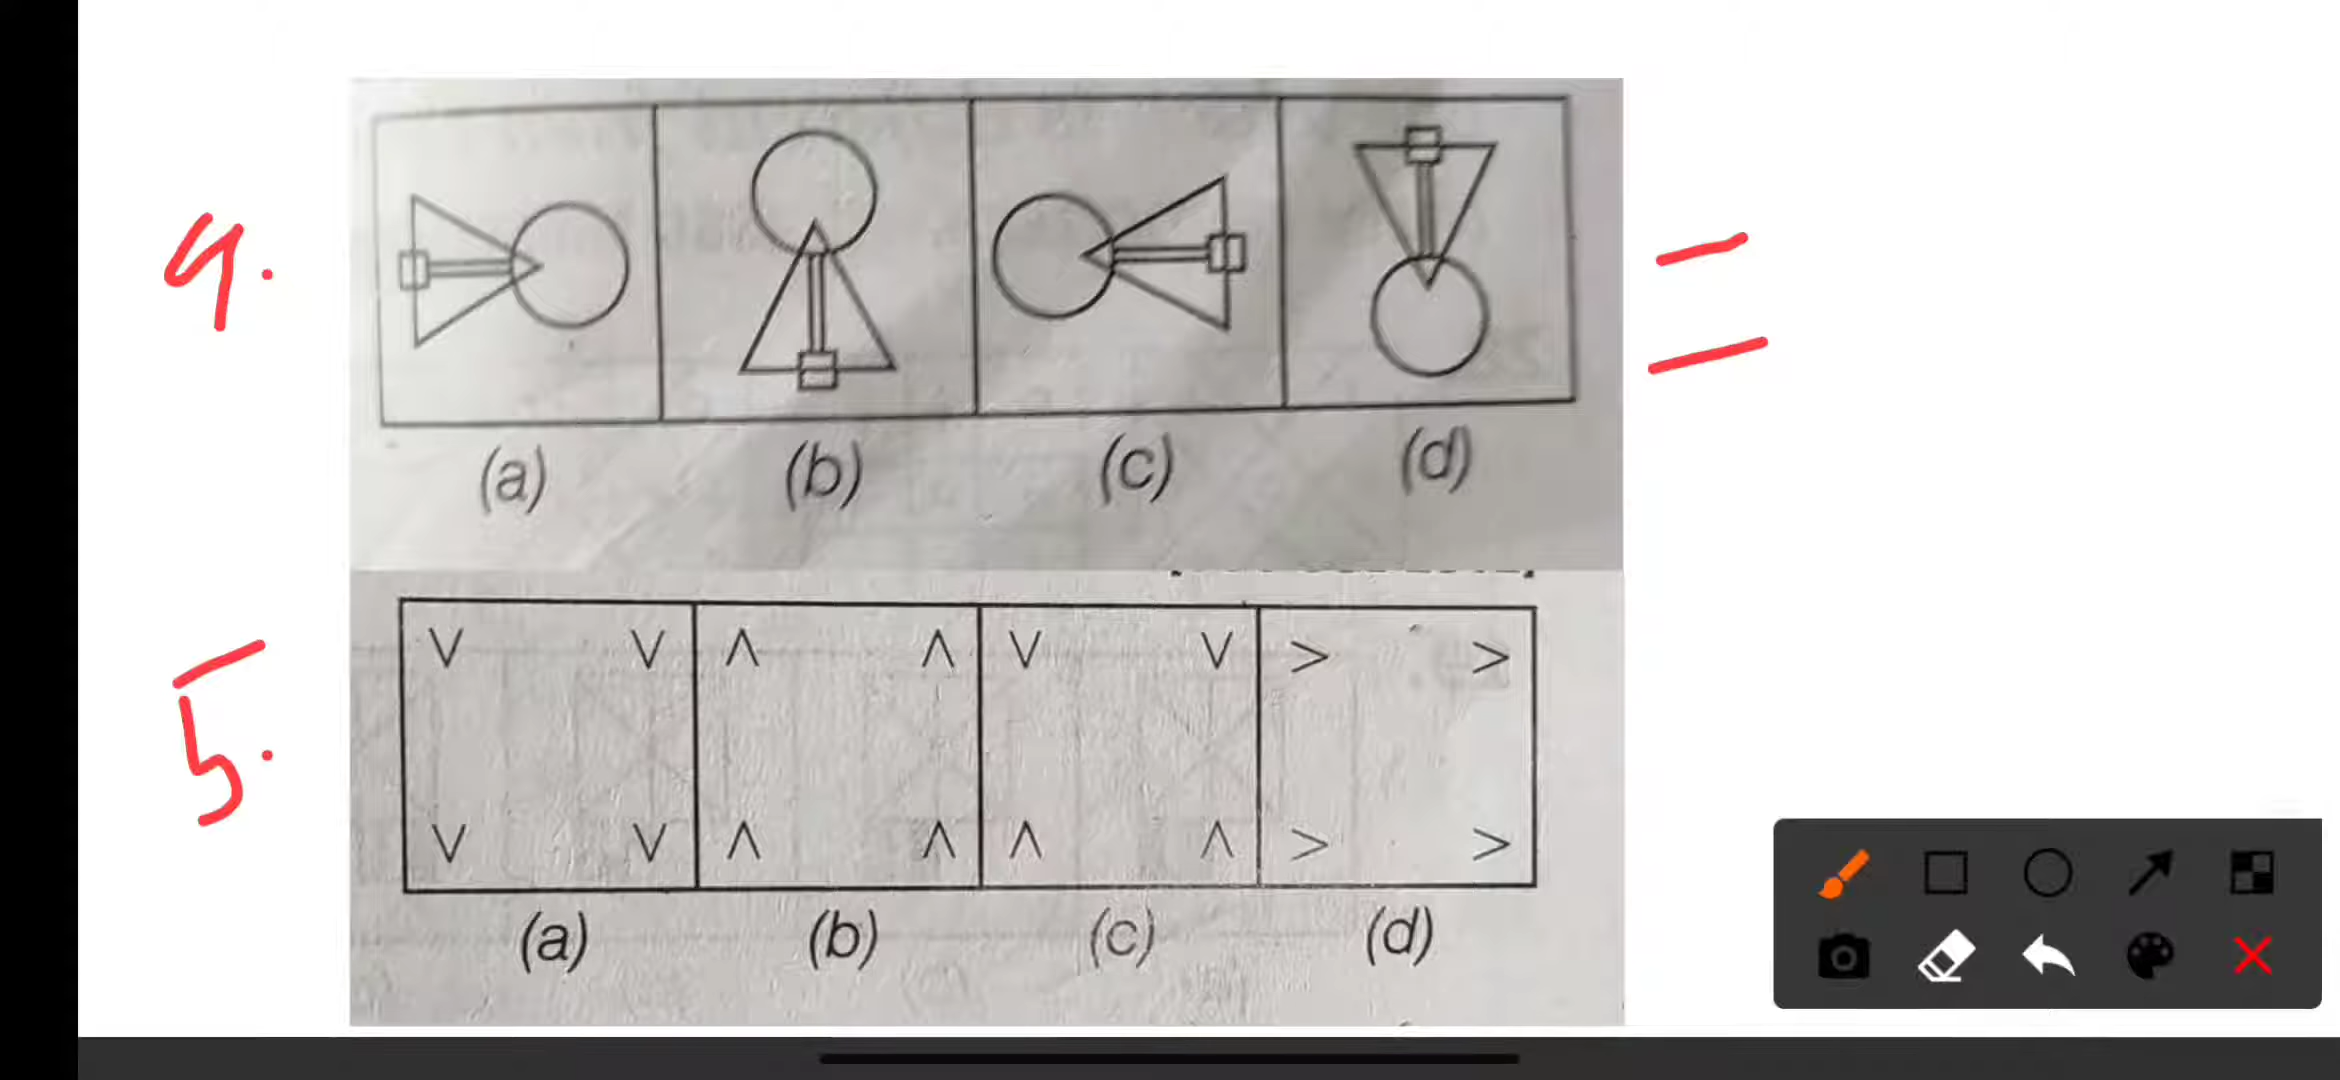 4.
(a) (b) (c) (d)
5.
V V Λ Λ V V > >
V V Λ Λ Λ Λ > >
(a) (b) (c) (d)